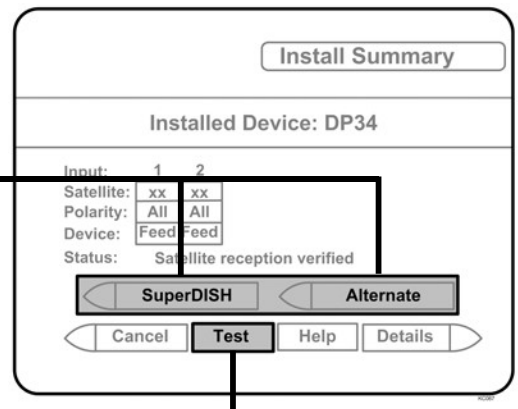 Install Summary
Installed Device: DP34
Input: 1 2
Satellite: xx xx
Polarity: All All
Device: Feed Feed
Status: Satellite reception verified
SuperDISH Alternate
Cancel Test Help Details